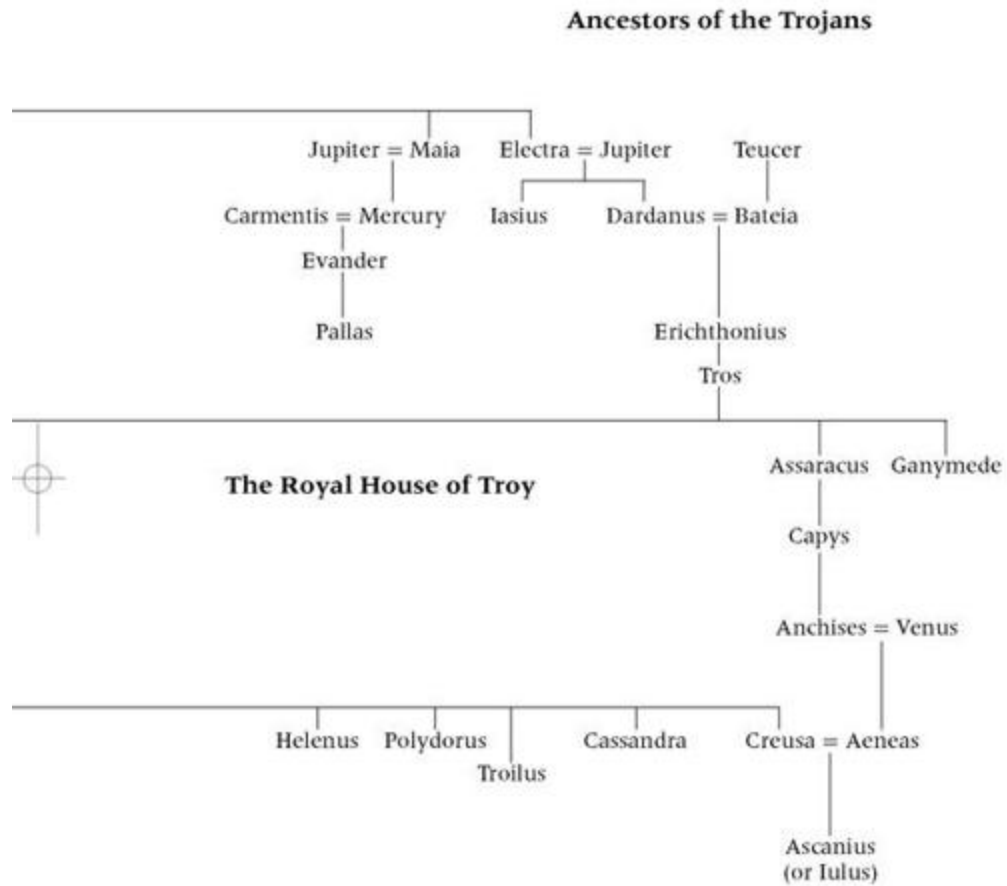 Ancestors of the Trojans
Jupiter = Maia Electra = Jupiter Teucer
Carmentis = Mercury Iasius Dardanus = Bateia
Evander
Pallas Erichthonius
Tros
Assaracus Ganymede
The Royal House of Troy
Capys
Anchises = Venus
Helenus Polydorus Cassandra Creusa = Aeneas
Troilus
Ascanius
(or Iulus)